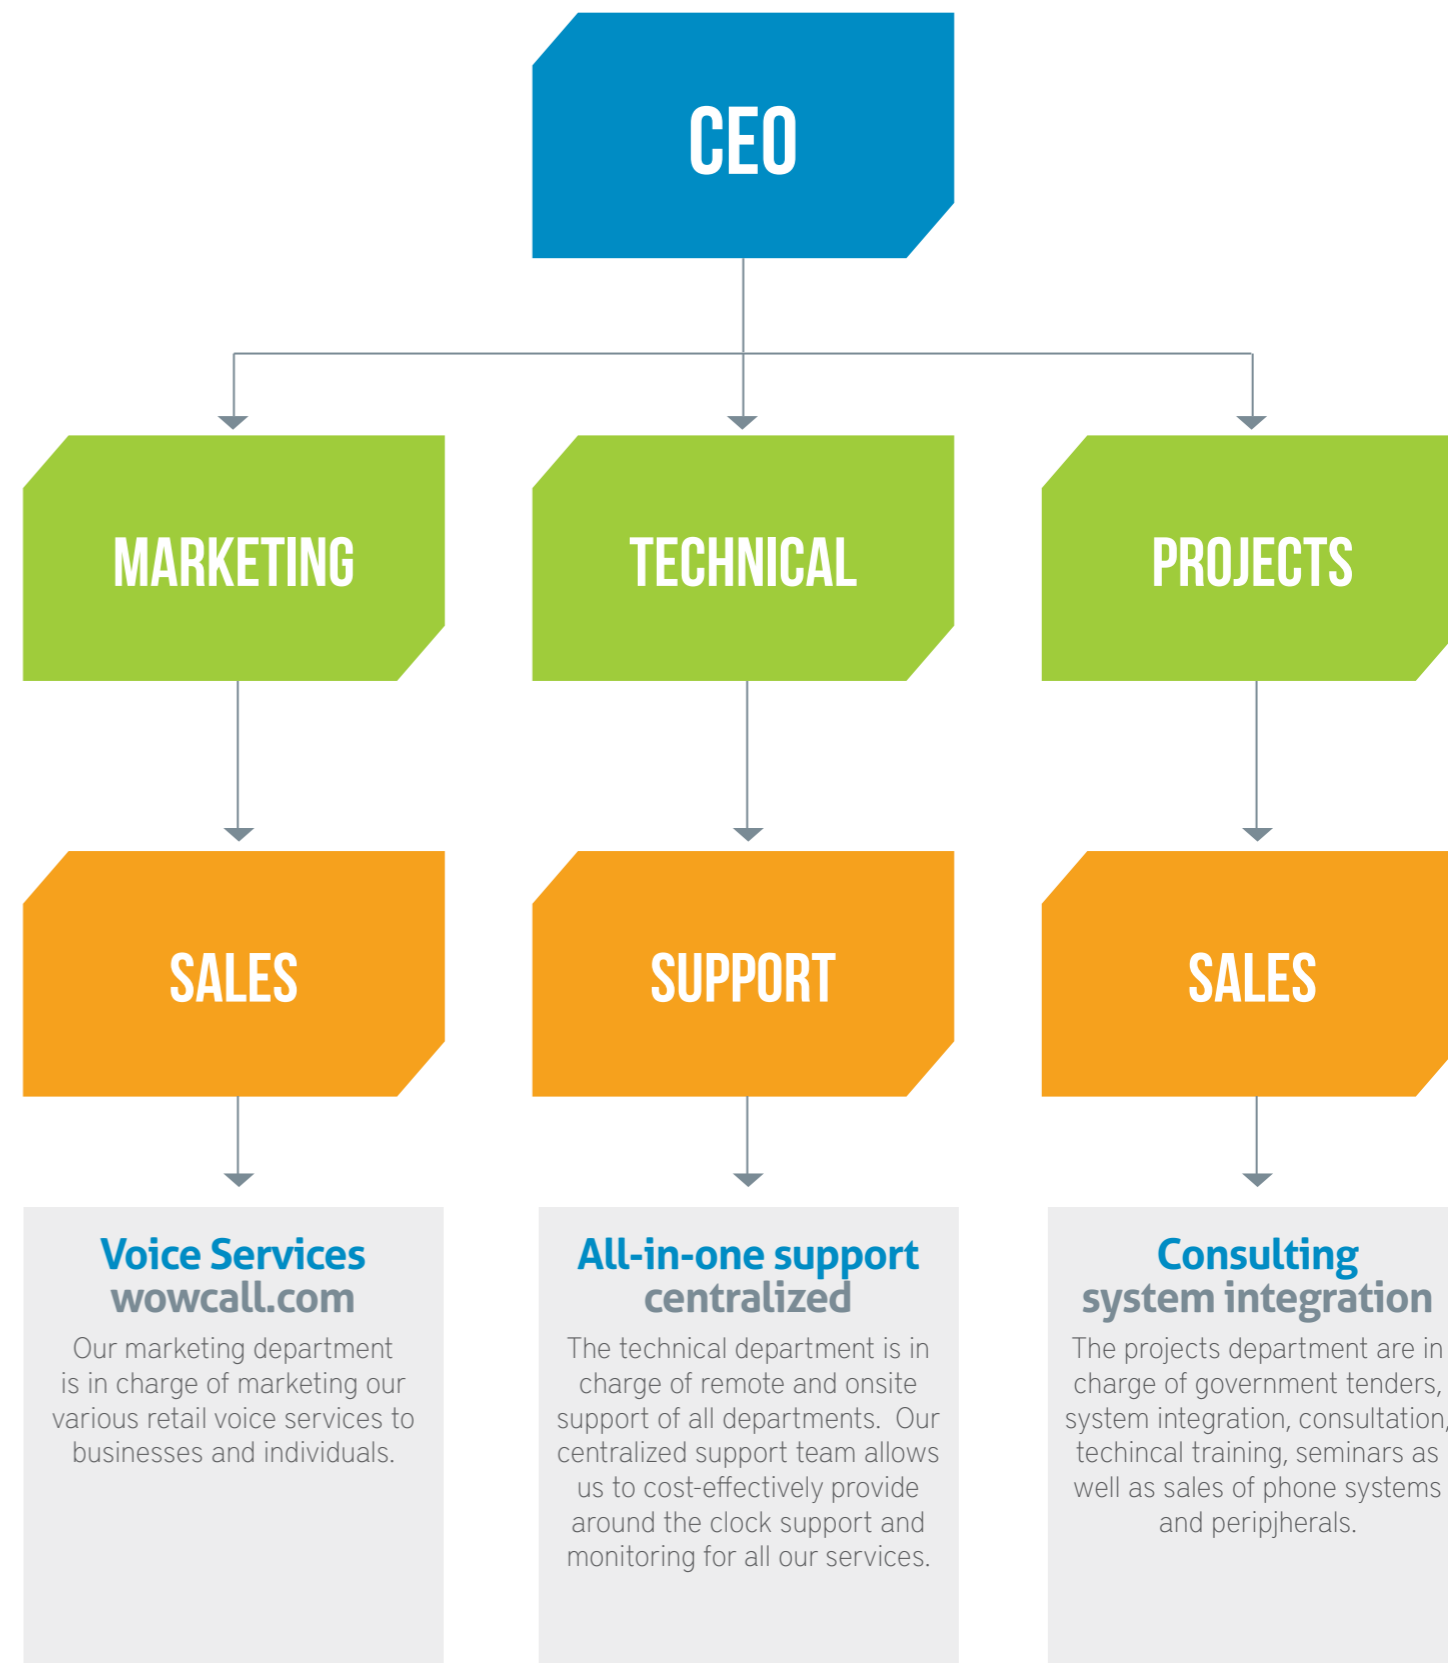 CEO
MARKETING
TECHNICAL
PROJECTS
SALES
SUPPORT
SALES
Voice Services
wowcall.com
Our marketing department
is in charge of marketing our
various retail voice services to
businesses and individuals.
All-in-one support
centralized
The technical department is in
charge of remote and onsite
support of all departments.  Our
centralized support team allows
us to cost-effectively provide
around the clock support and
monitoring for all our services.
Consulting
system integration
The projects department are in
charge of government tenders,
system integration, consultation,
techincal training, seminars as
well as sales of phone systems
and peripjherals.